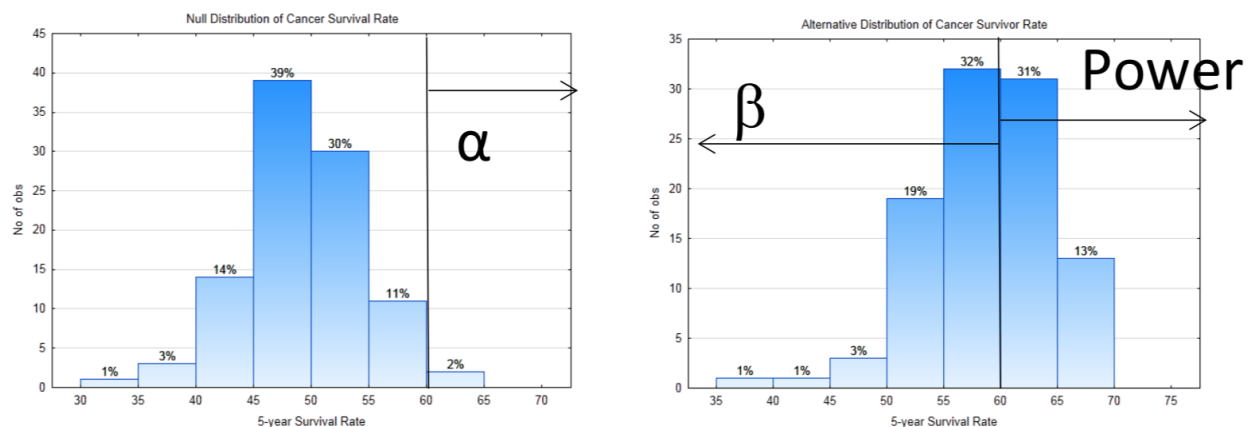 Null Distribution of Cancer Survival Rate
45
40
35
30
25
20
15
10
5
0
No of obs
1%
3%
14%
39%
30%
11%
2%
α
30 35 40 45 50 55 60 65 70
5-year Survival Rate
Alternative Distribution of Cancer Survivor Rate
35
30
25
20
15
10
5
0
No of obs
1%
1%
3%
19%
32%
31%
13%
β
Power
35 40 45 50 55 60 65 70 75
5-year Survival Rate